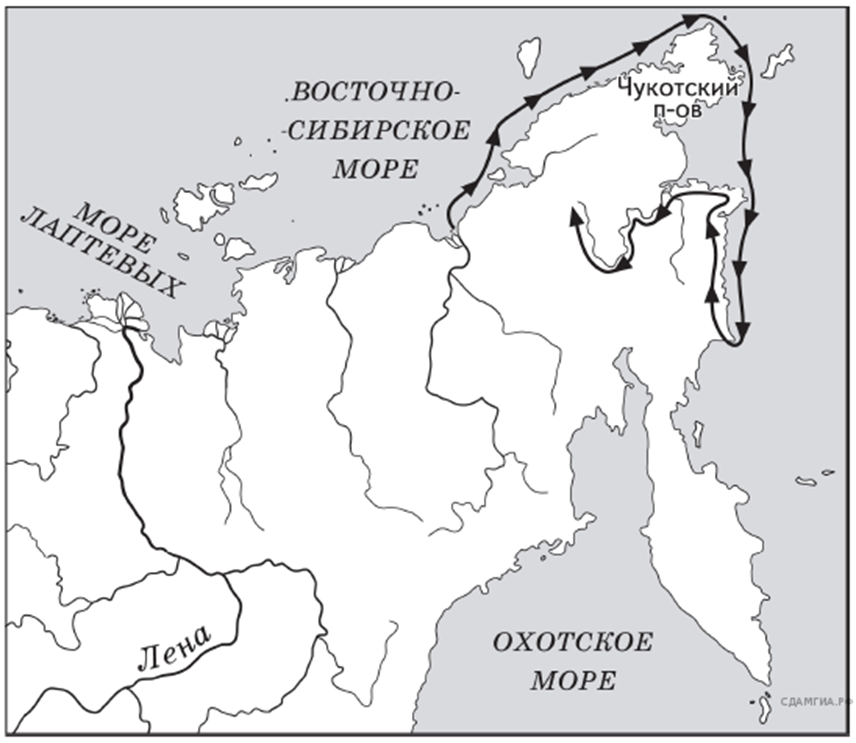 Чукотский
п-ов
ВОСТОЧНО-
СИБИРСКОЕ
МОРЕ
МОРЕ
ЛАПТЕВЫХ
Лена
ОХОТСКОЕ
МОРЕ
СДАМГИА.РФ